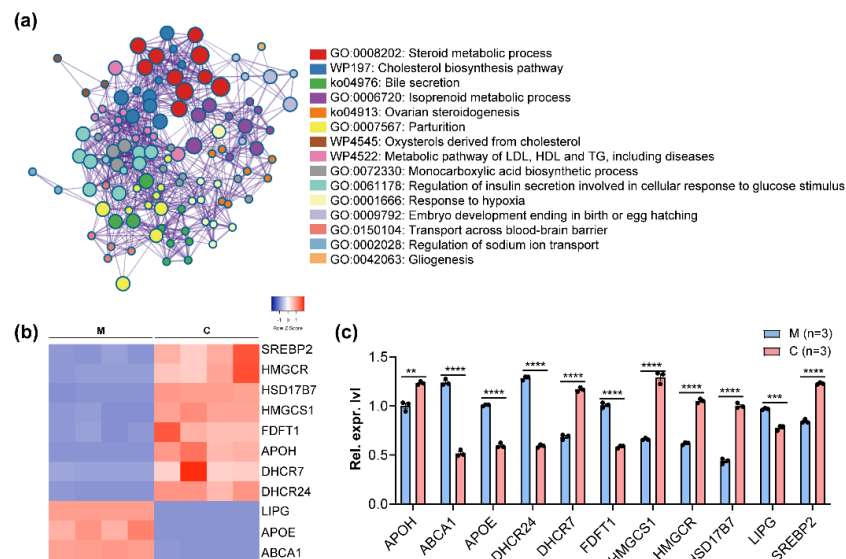 (a)
GO:0008202: Steroid metabolic process
WP197: Cholesterol biosynthesis pathway
ko04976: Bile secretion
GO:0006720: Isoprenoid metabolic process
ko04913: Ovarian steroidogenesis
GO:0007567: Parturition
WP4545: Oxysterols derived from cholesterol
WP4522: Metabolic pathway of LDL, HDL and TG, including diseases
GO:0072330: Monocarboxylic acid biosynthetic process
GO:0061178: Regulation of insulin secretion involved in cellular response to glucose stimulus
GO:0001666: Response to hypoxia
GO:0009792: Embryo development ending in birth or egg hatching
GO:0150104: Transport across blood-brain barrier
GO:0002028: Regulation of sodium ion transport
GO:0042063: Gliogenesis
-1 0 1
Row Z-Score
(b)
M C
SREBP2
HMGCR
HSD17B7
HMGCS1
FDFT1
APOH
DHCR7
DHCR24
LIPG
APOE
ABCA1
(c)
M (n=3)
C (n=3)
Rel. expr. lvl
1.5
1.0
0.5
0.0
** **** **** **** **** **** **** **** **** *** ****
APOH
ABCA1
APOE
DHCR24
DHCR7
FDFT1
HMGCS1
HMGCR
HSD17B7
LIPG
SREBP2